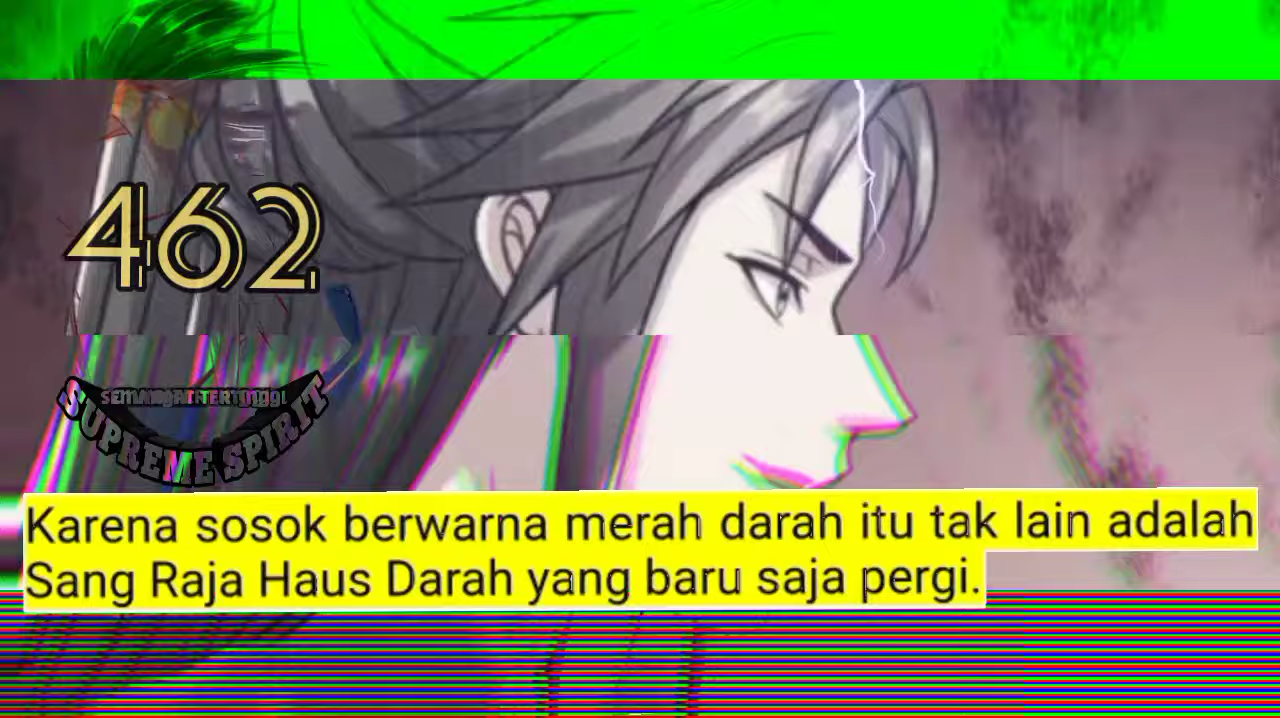 462
SUPREME SPIRIT
Karena sosok berwarna merah darah itu tak lain adalah
Sang Raja Haus Darah yang baru saja pergi.